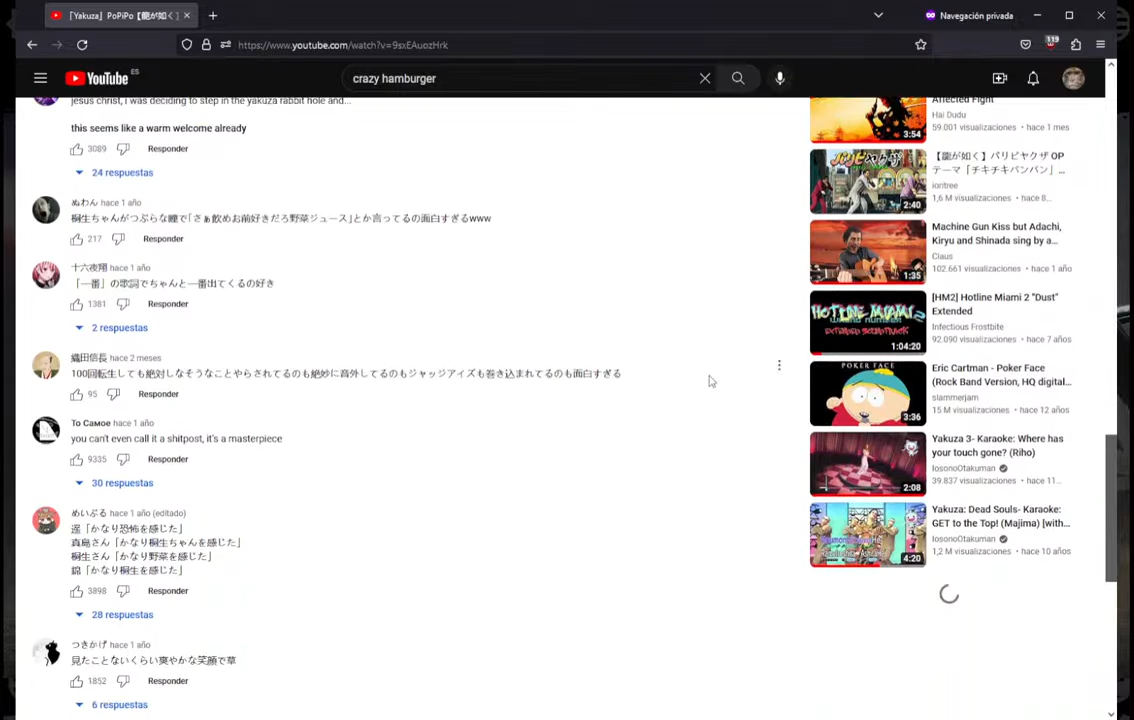 「Yakuza」PoPiPo【龍が如く】
Navegación privada
https://www.youtube.com/watch?v=9sxEAuozHrk
119
YouTube ES
crazy hamburger
jesus christ, i was deciding to step in the yakuza rabbit hole and...
this seems like a warm welcome already
3089 Responder
24 respuestas
ぬわん hace 1 año
桐生ちゃんがつぶらな瞳で「さぁ飲めお前好きだろ野菜ジュース」とか言ってるの面白すぎるwww
217 Responder
十六夜翔 hace 1 año
「一番」の歌詞でちゃんと一番出てくるの好き
1381 Responder
2 respuestas
織田信長 hace 2 meses
100回転生しても絶対しなそうなことやらされてるのも絶妙に音外してるのもジャッジアイズも巻き込まれてるのも面白すぎる
95 Responder
То Самое hace 1 año
you can't even call it a shitpost, it's a masterpiece
9335 Responder
30 respuestas
めいぷる hace 1 año (editado)
遥「かなり恐怖を感じた」
真島さん「かなり桐生ちゃんを感じた」
桐生さん「かなり野菜を感じた」
錦「かなり桐生を感じた」
3898 Responder
28 respuestas
つきかげ hace 1 año
見たことないくらい爽やかな笑顔で草
1852 Responder
6 respuestas
Affected Fight
Hai Dudu
59.001 visualizaciones • hace 1 mes
3:54
【龍が如く】パリピヤクザ OP
テーマ「チキチキバンバン」...
iontree
1,6 M visualizaciones • hace 8...
パリピヤクザ
2:40
Machine Gun Kiss but Adachi,
Kiryu and Shinada sing by a...
Claus
102.661 visualizaciones • hace 1 año
1:35
[HM2] Hotline Miami 2 "Dust"
Extended
Infectious Frostbite
92.090 visualizaciones • hace 7 años
HOTLINE MIAMI 2
EXTENDED SOUNDTRACK
1:04:20
Eric Cartman - Poker Face
(Rock Band Version, HQ digital...
slammerjam
15 M visualizaciones • hace 12 años
POKER FACE
3:36
Yakuza 3- Karaoke: Where has
your touch gone? (Riho)
IosonoOtakuman
39.837 visualizaciones • hace 11...
2:08
Yakuza: Dead Souls- Karaoke:
GET to the Top! (Majima) [with...
IosonoOtakuman
1,2 M visualizaciones • hace 10 años
4:20